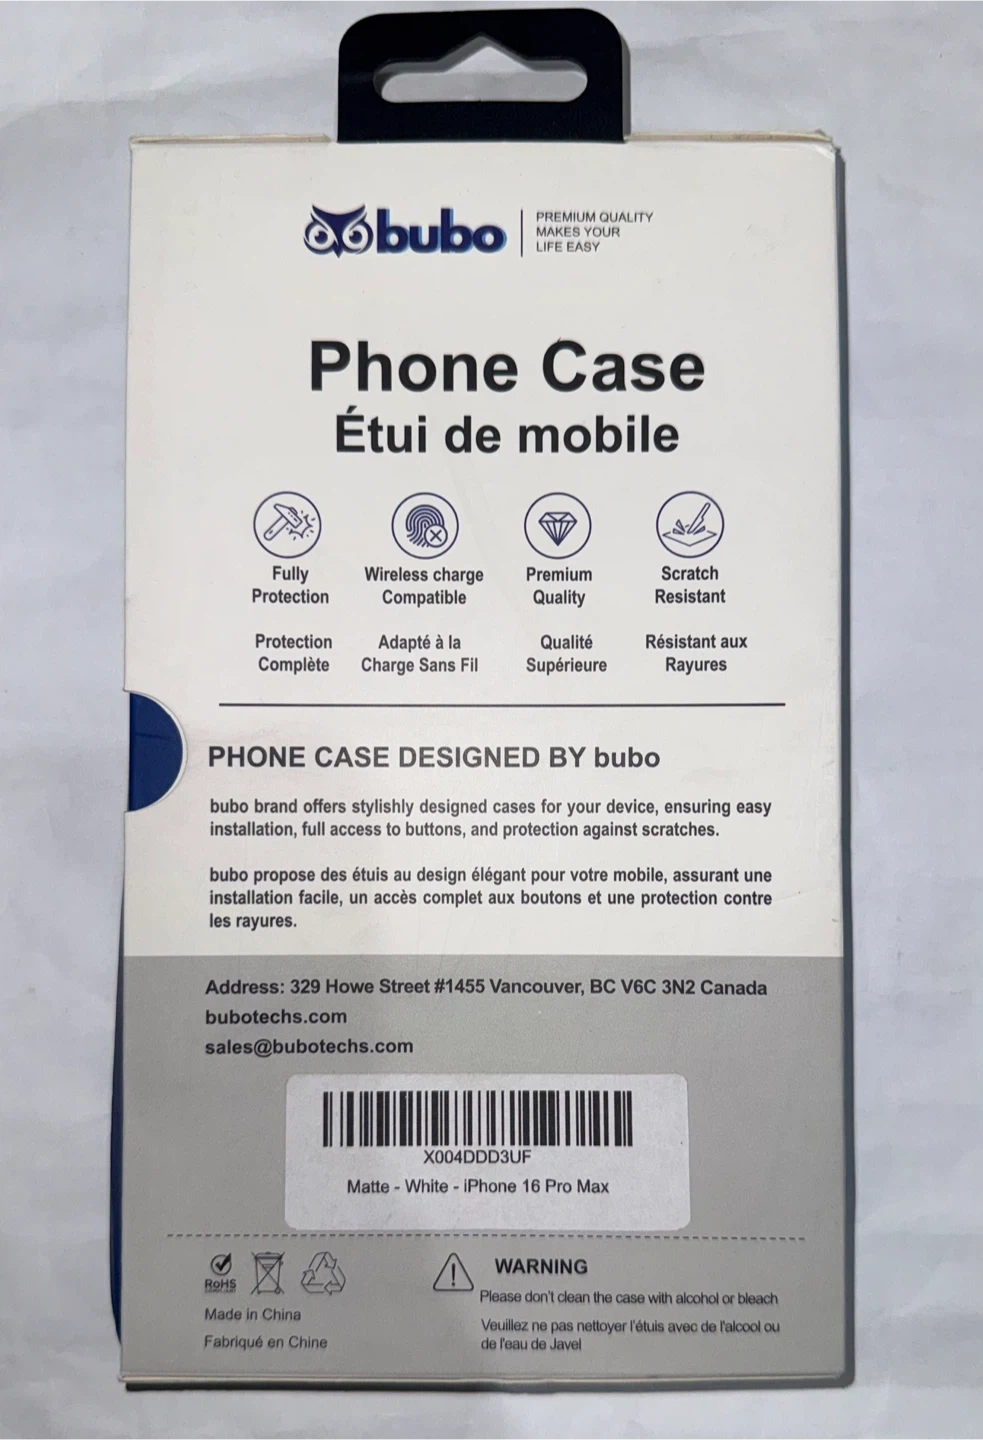 bubo
PREMIUM QUALITY
MAKES YOUR
LIFE EASY
Phone Case
Étui de mobile
Fully
Protection
Wireless charge
Compatible
Premium
Quality
Scratch
Resistant
Protection
Complète
Adapté à la
Charge Sans Fil
Qualité
Supérieure
Résistant aux
Rayures
PHONE CASE DESIGNED BY bubo
bubo brand offers stylishly designed cases for your device, ensuring easy
installation, full access to buttons, and protection against scratches.
bubo propose des étuis au design élégant pour votre mobile, assurant une
installation facile, un accès complet aux boutons et une protection contre
les rayures.
Address: 329 Howe Street #1455 Vancouver, BC V6C 3N2 Canada
bubotechs.com
sales@bubotechs.com
X004DDD3UF
Matte - White - iPhone 16 Pro Max
RoHS
Made in China
Fabriqué en Chine
WARNING
Please don't clean the case with alcohol or bleach
Veuillez ne pas nettoyer l'étuis avec de l'alcool ou
de l'eau de Javel